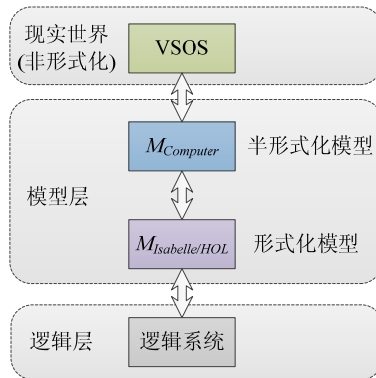 现实世界
(非形式化)
VSOS
M_Computer
半形式化模型
模型层
M_Isabelle/HOL
形式化模型
逻辑层
逻辑系统